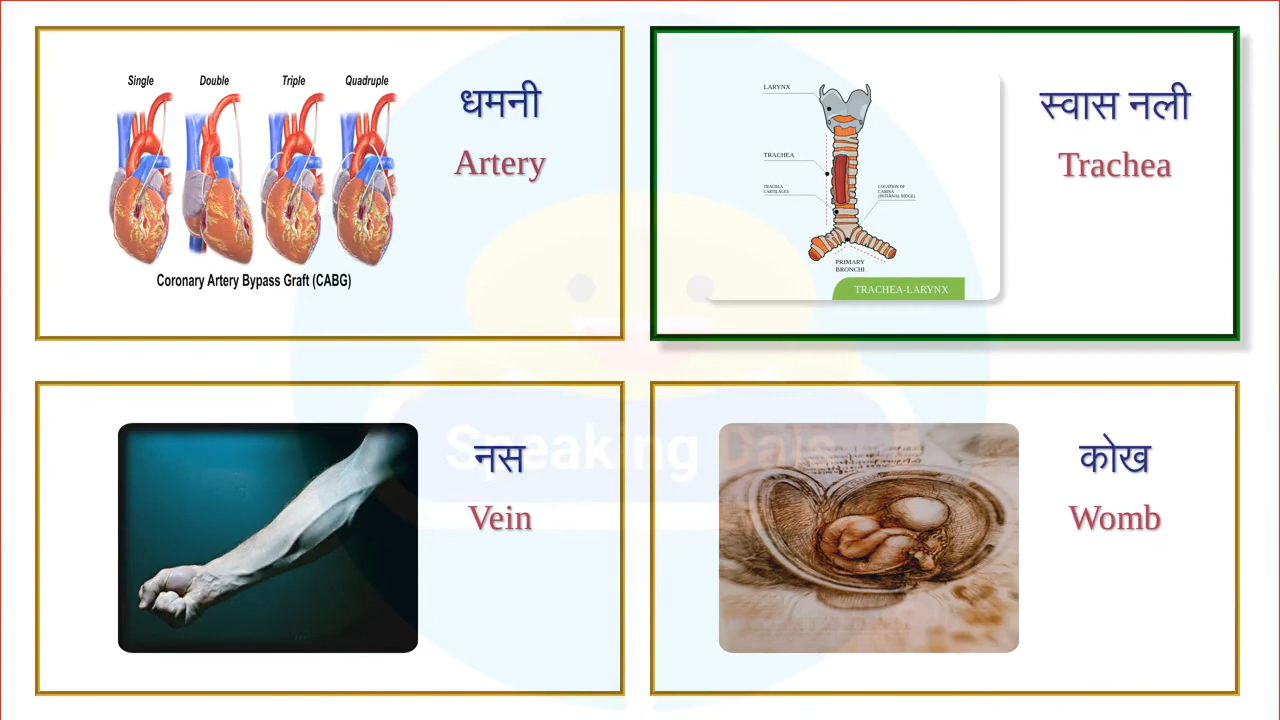 Single Double Triple Quadruple
Coronary Artery Bypass Graft (CABG)
धमनी
Artery
LARYNX
TRACHEA
TRACHEA
CARTILAGES
LOCATION OF
CARINA
(INTERNAL RIDGE)
PRIMARY
BRONCHI
TRACHEA-LARYNX
स्वास नली
Trachea
नस
Vein
कोख
Womb
Speaking Dals